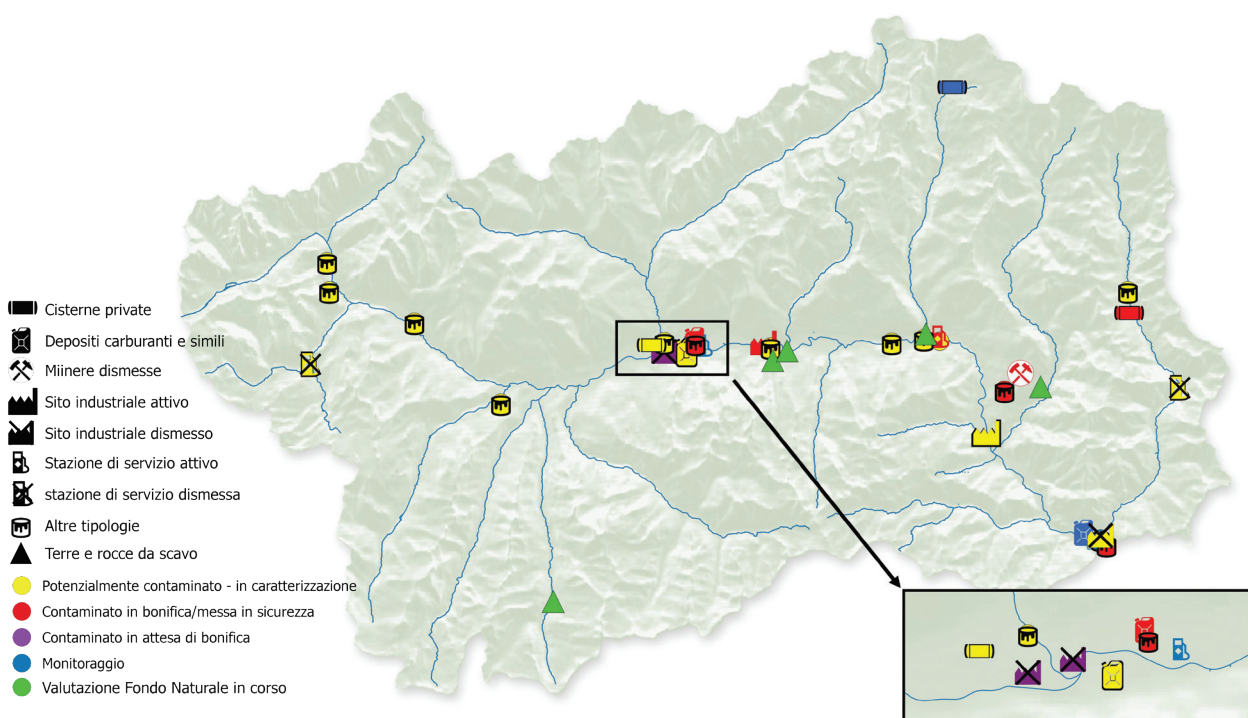 Cisterne private
Depositi carburanti e simili
Miinere dismesse
Sito industriale attivo
Sito industriale dismesso
Stazione di servizio attivo
stazione di servizio dismessa
Altre tipologie
Terre e rocce da scavo
Potenzialmente contaminato - in caratterizzazione
Contaminato in bonifica/messa in sicurezza
Contaminato in attesa di bonifica
Monitoraggio
Valutazione Fondo Naturale in corso